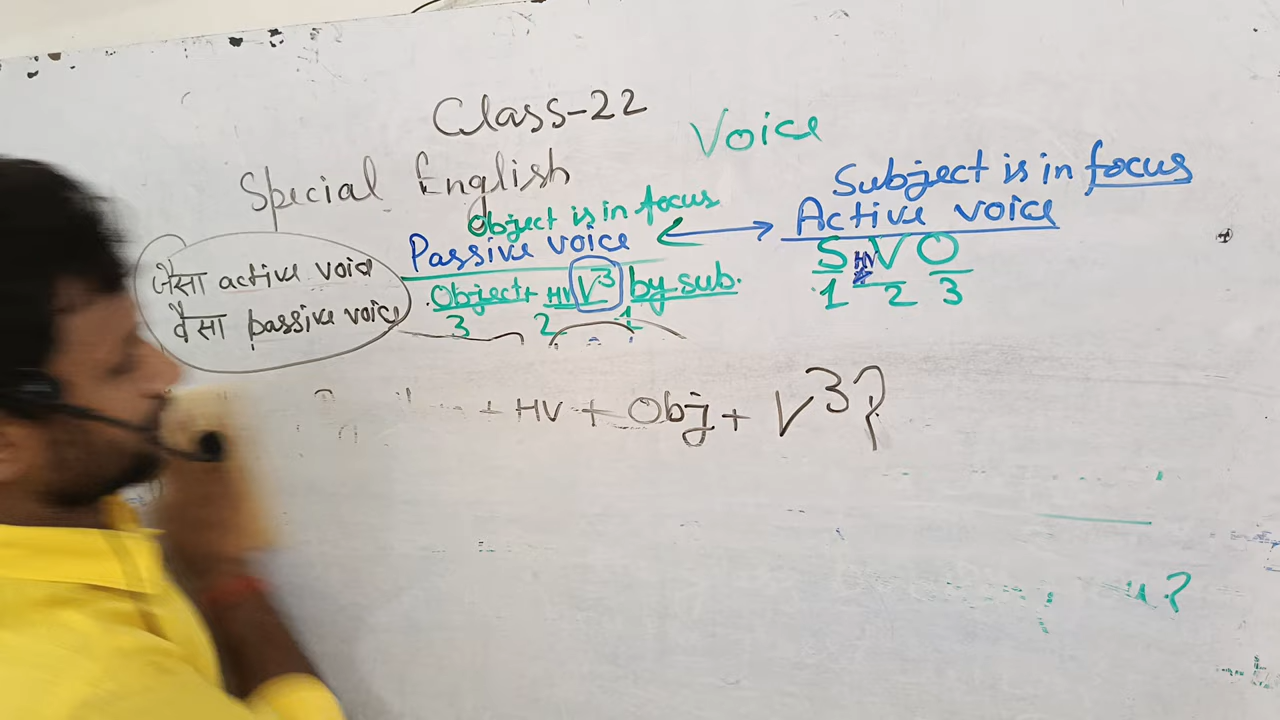 Class-22
Voice
Special English
Subject is in focus
Object is in focus
Active voice
Passive voice
S HV V O
1 2 3
Object + HV V³ by sub.
3 2 1
जैसा active voice
वैसा passive voice
+ HV + Obj + V³?
?